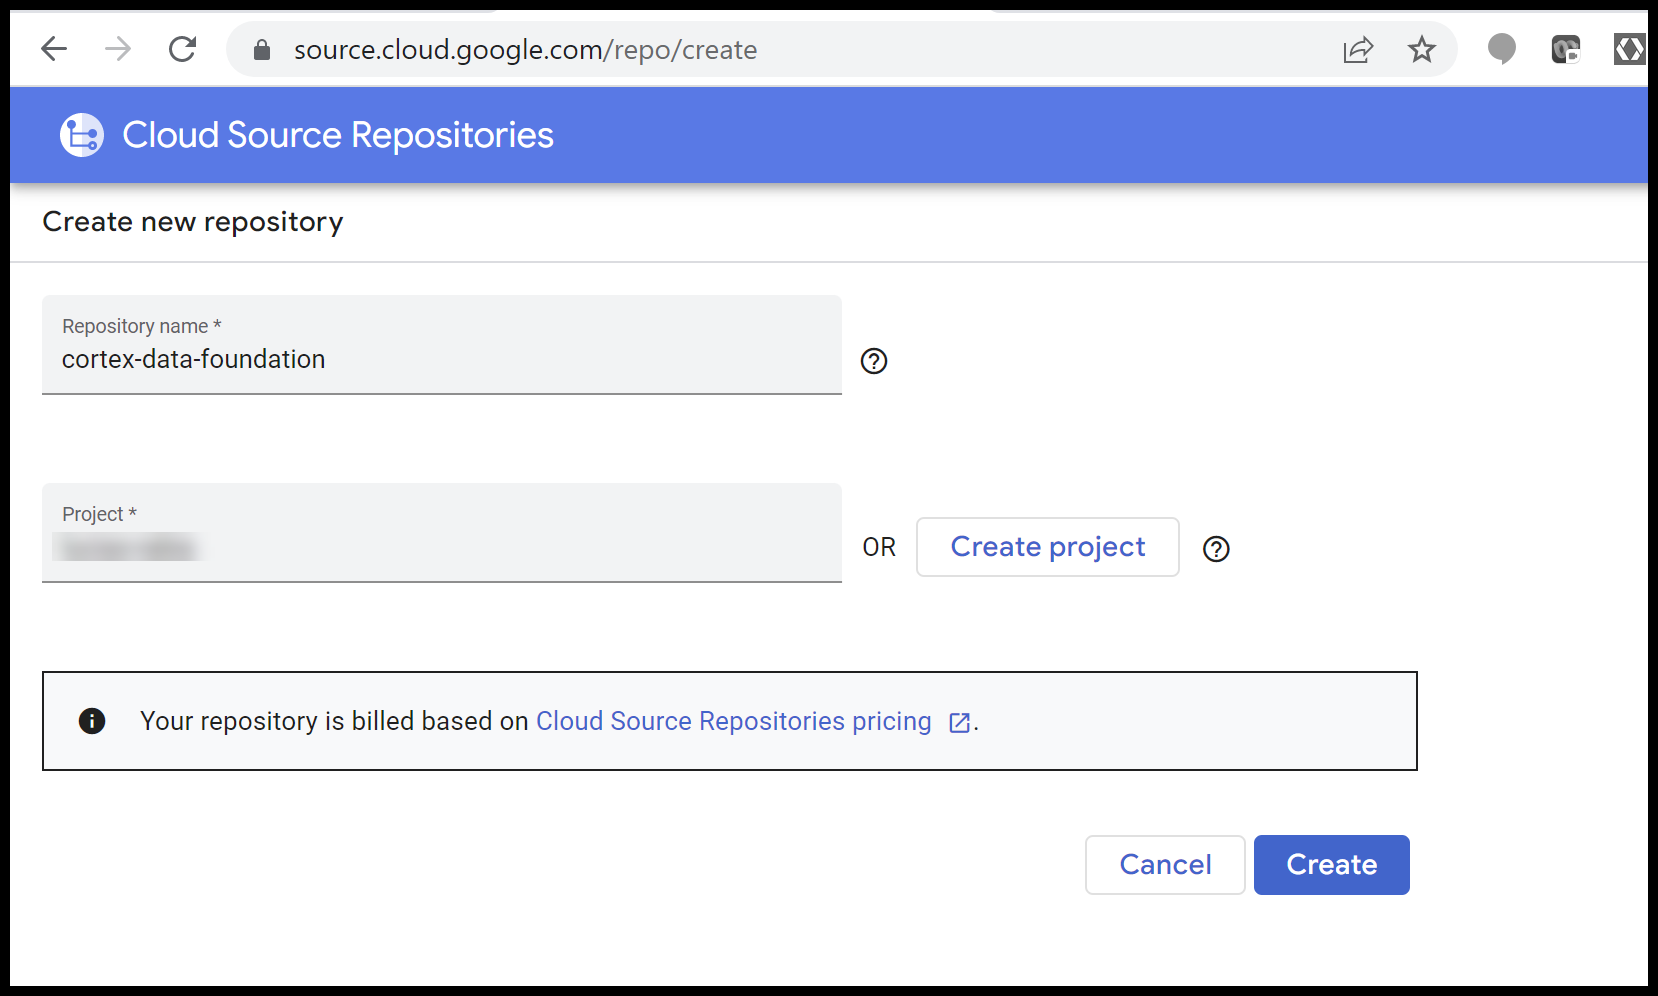 source.cloud.google.com/repo/create
Cloud Source Repositories
Create new repository
Repository name *
cortex-data-foundation
Project *
OR Create project
Your repository is billed based on Cloud Source Repositories pricing .
Cancel Create